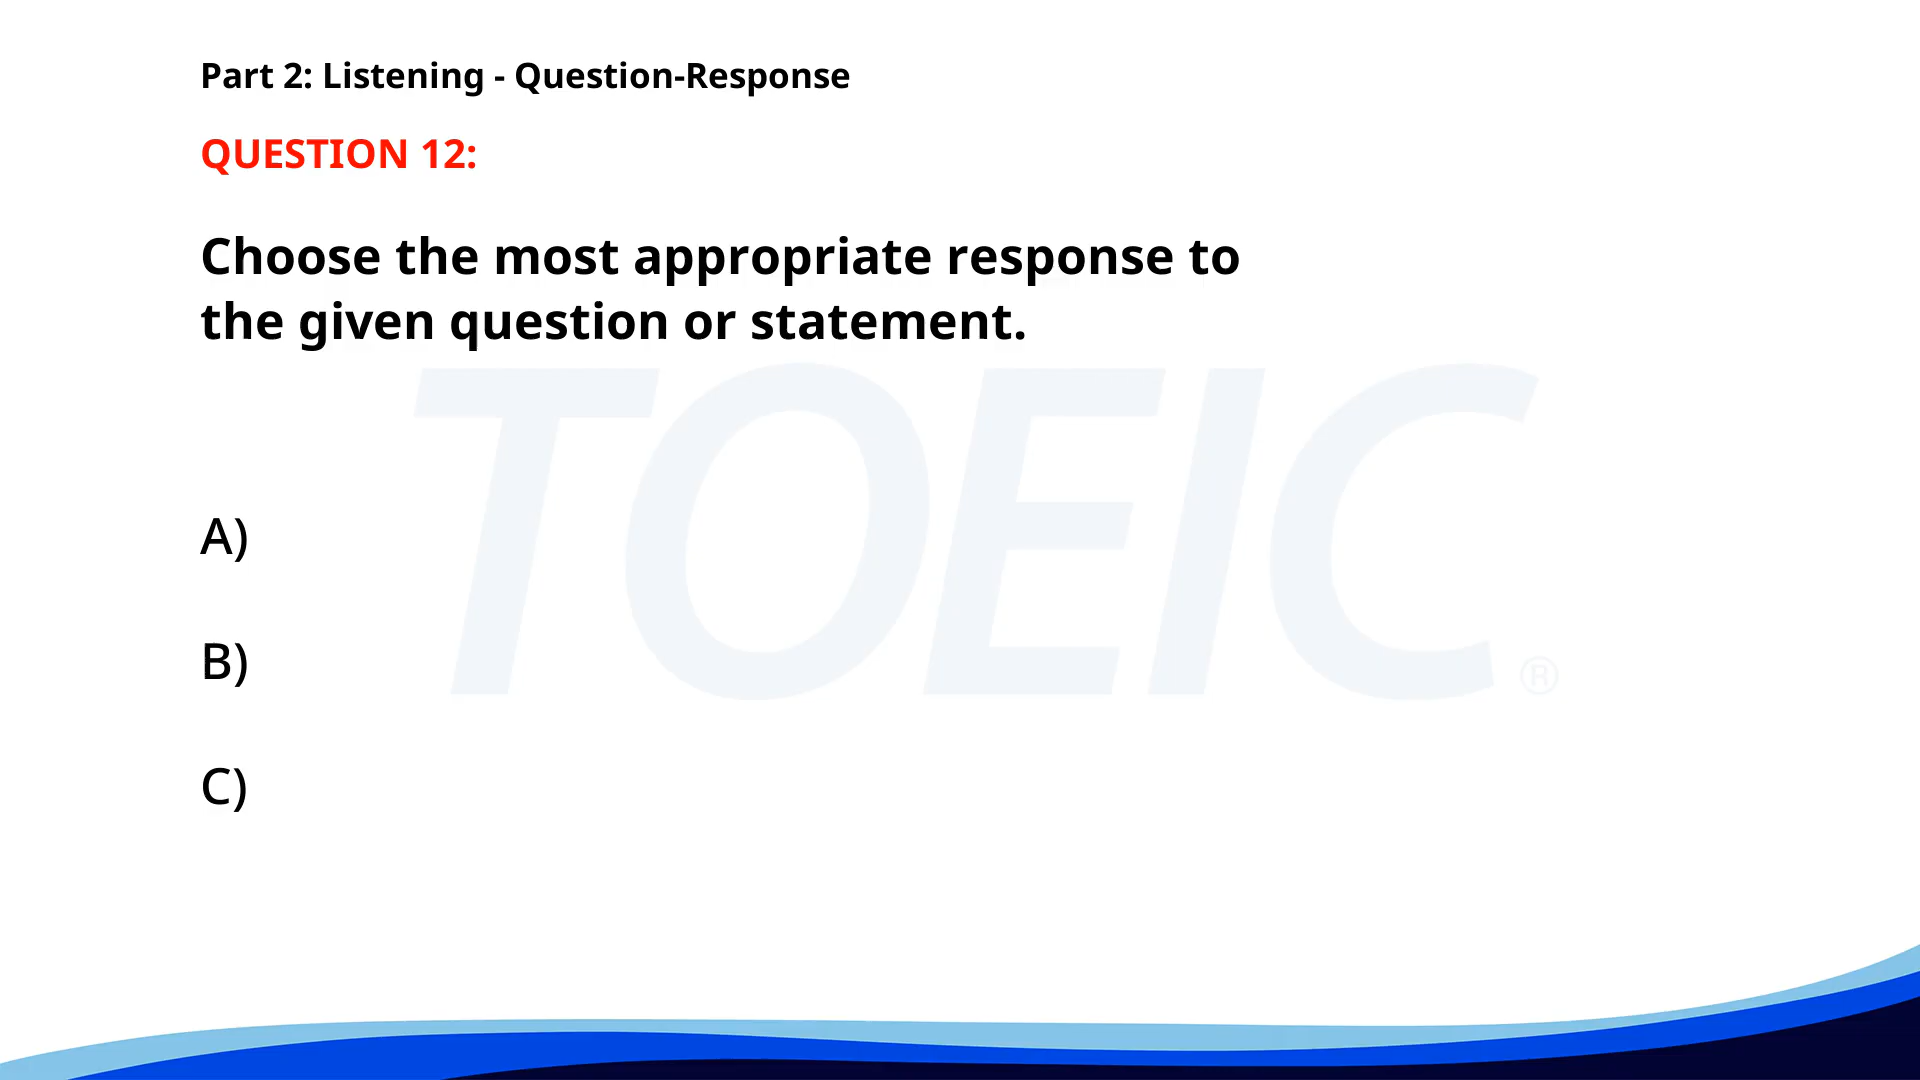 Part 2: Listening - Question-Response
QUESTION 12:
Choose the most appropriate response to
the given question or statement.
TOEIC®
A)
B)
C)